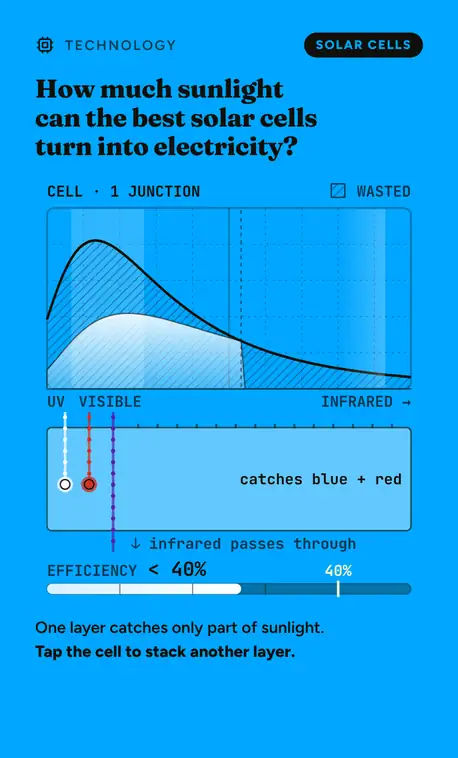 TECHNOLOGY
SOLAR CELLS
How much sunlight
can the best solar cells
turn into electricity?
CELL · 1 JUNCTION
WASTED
UV VISIBLE
INFRARED →
catches blue + red
↓ infrared passes through
EFFICIENCY < 40%
40%
One layer catches only part of sunlight.
Tap the cell to stack another layer.